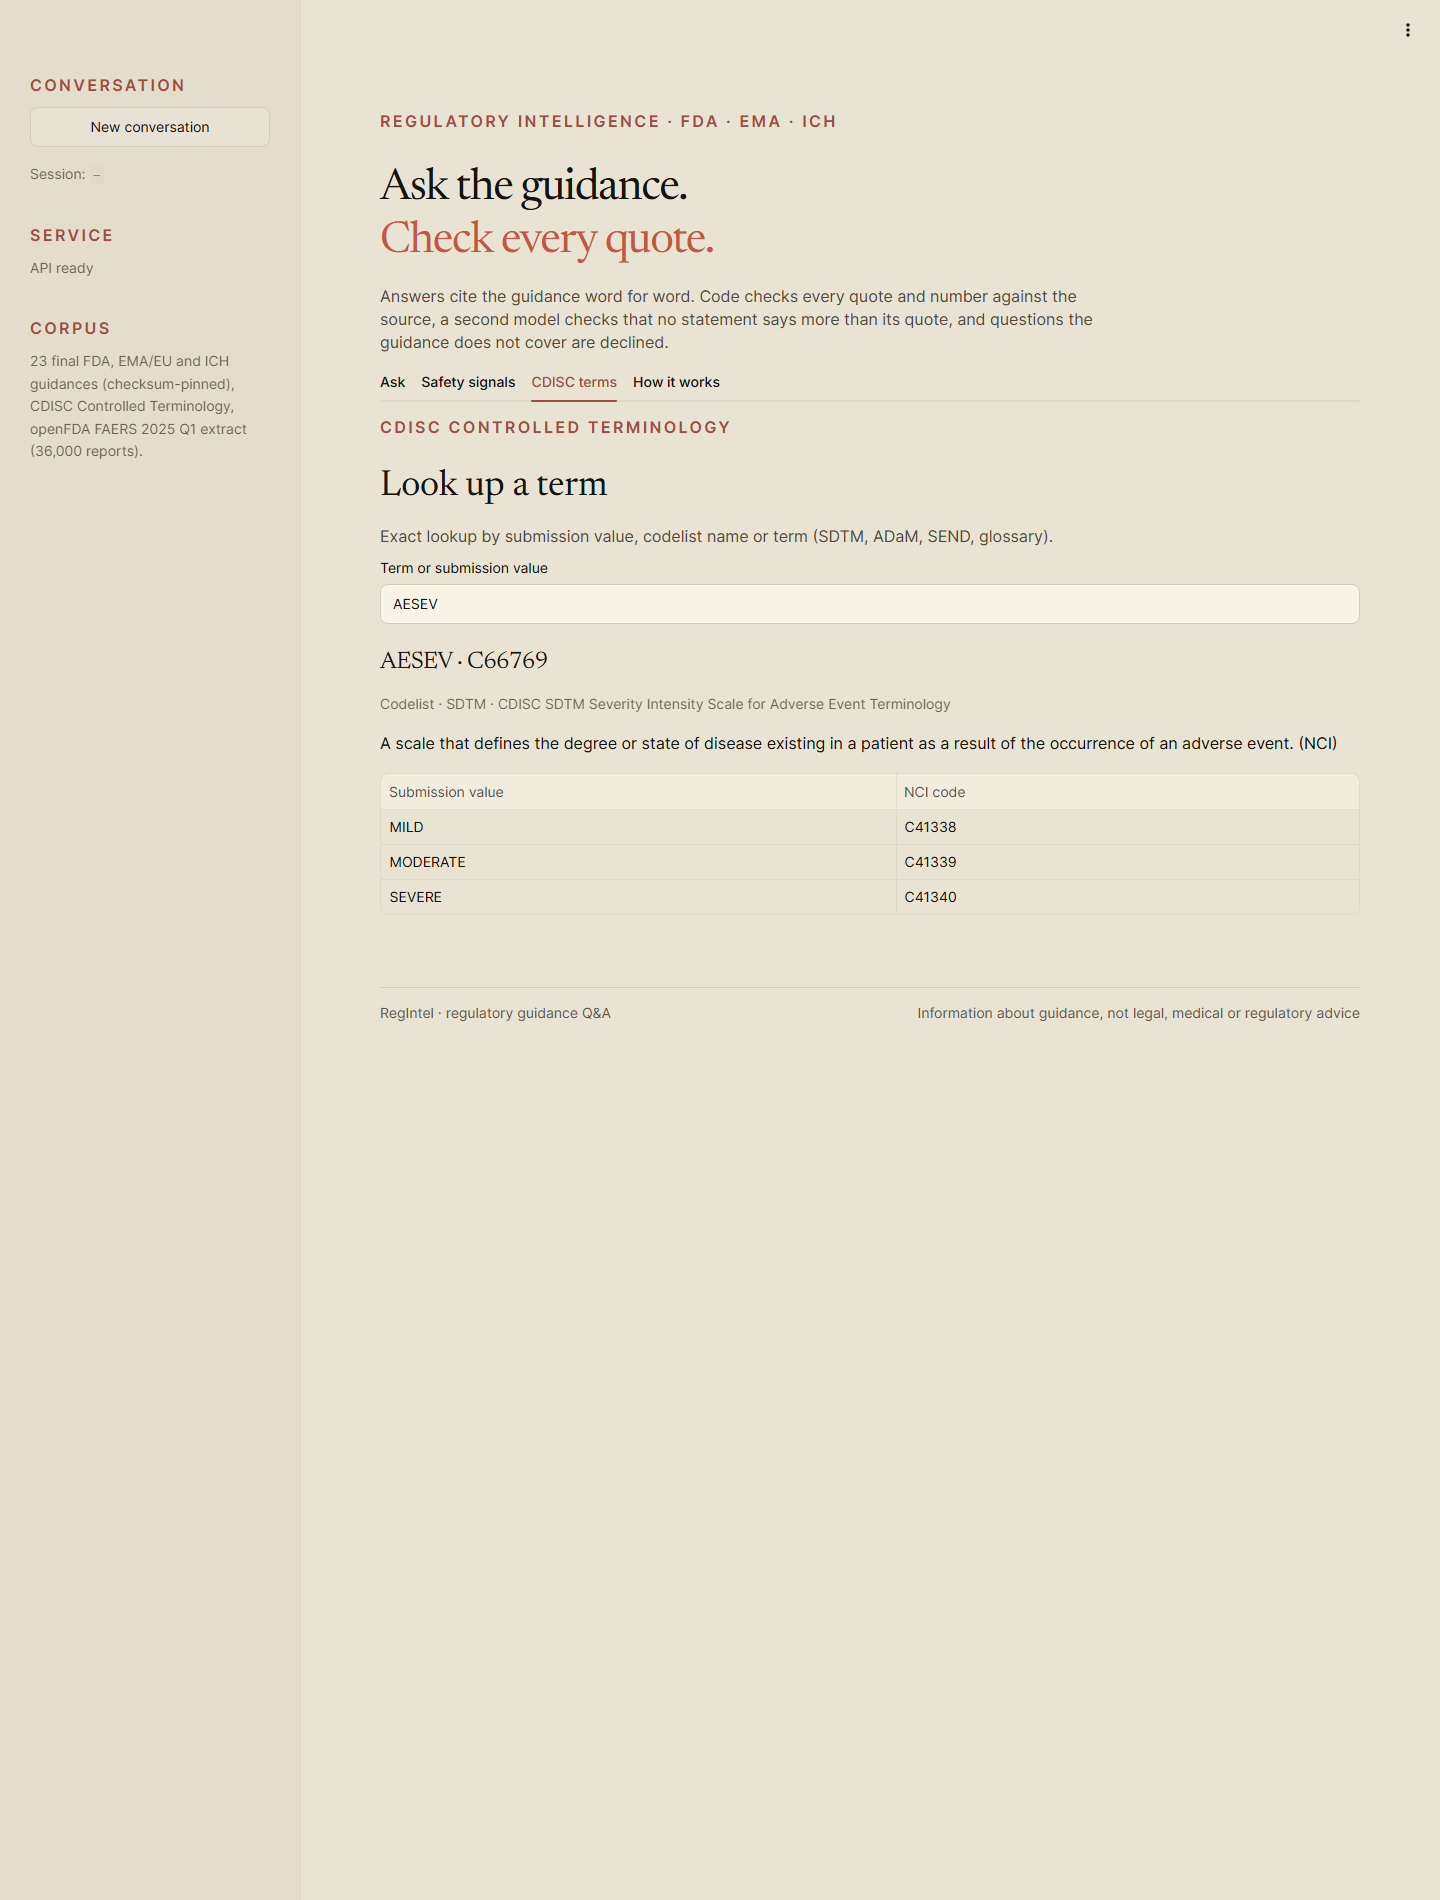 CONVERSATION
New conversation
Session: –
SERVICE
API ready
CORPUS
23 final FDA, EMA/EU and ICH
guidances (checksum-pinned),
CDISC Controlled Terminology,
openFDA FAERS 2025 Q1 extract
(36,000 reports).
REGULATORY INTELLIGENCE · FDA · EMA · ICH
Ask the guidance.
Check every quote.
Answers cite the guidance word for word. Code checks every quote and number against the
source, a second model checks that no statement says more than its quote, and questions the
guidance does not cover are declined.
Ask Safety signals CDISC terms How it works
CDISC CONTROLLED TERMINOLOGY
Look up a term
Exact lookup by submission value, codelist name or term (SDTM, ADaM, SEND, glossary).
Term or submission value
AESEV
AESEV · C66769
Codelist · SDTM · CDISC SDTM Severity Intensity Scale for Adverse Event Terminology
A scale that defines the degree or state of disease existing in a patient as a result of the occurrence of an adverse event. (NCI)
Submission value NCI code
MILD C41338
MODERATE C41339
SEVERE C41340
RegIntel · regulatory guidance Q&A Information about guidance, not legal, medical or regulatory advice